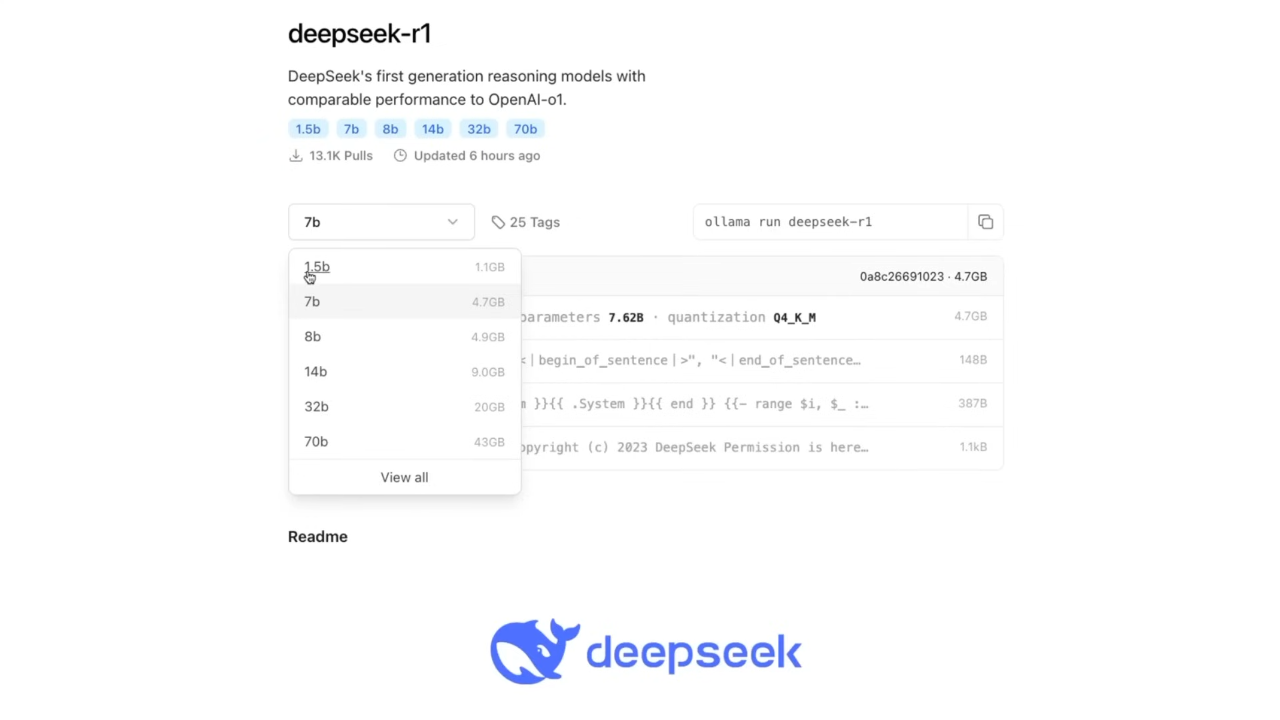 deepseek-r1
DeepSeek's first generation reasoning models with
comparable performance to OpenAI-o1.
1.5b 7b 8b 14b 32b 70b
13.1K Pulls Updated 6 hours ago
7b 25 Tags ollama run deepseek-r1
1.5b 1.1GB
0a8c26691023 · 4.7GB
7b 4.7GB
parameters 7.62B · quantization Q4_K_M 4.7GB
8b 4.9GB
<|begin_of_sentence|>", "<|end_of_sentence… 148B
14b 9.0GB
32b 20GB
}}{{ .System }}{{ end }} {{- range $i, $_ :… 387B
70b 43GB
opyright (c) 2023 DeepSeek Permission is here… 1.1kB
View all
Readme
deepseek